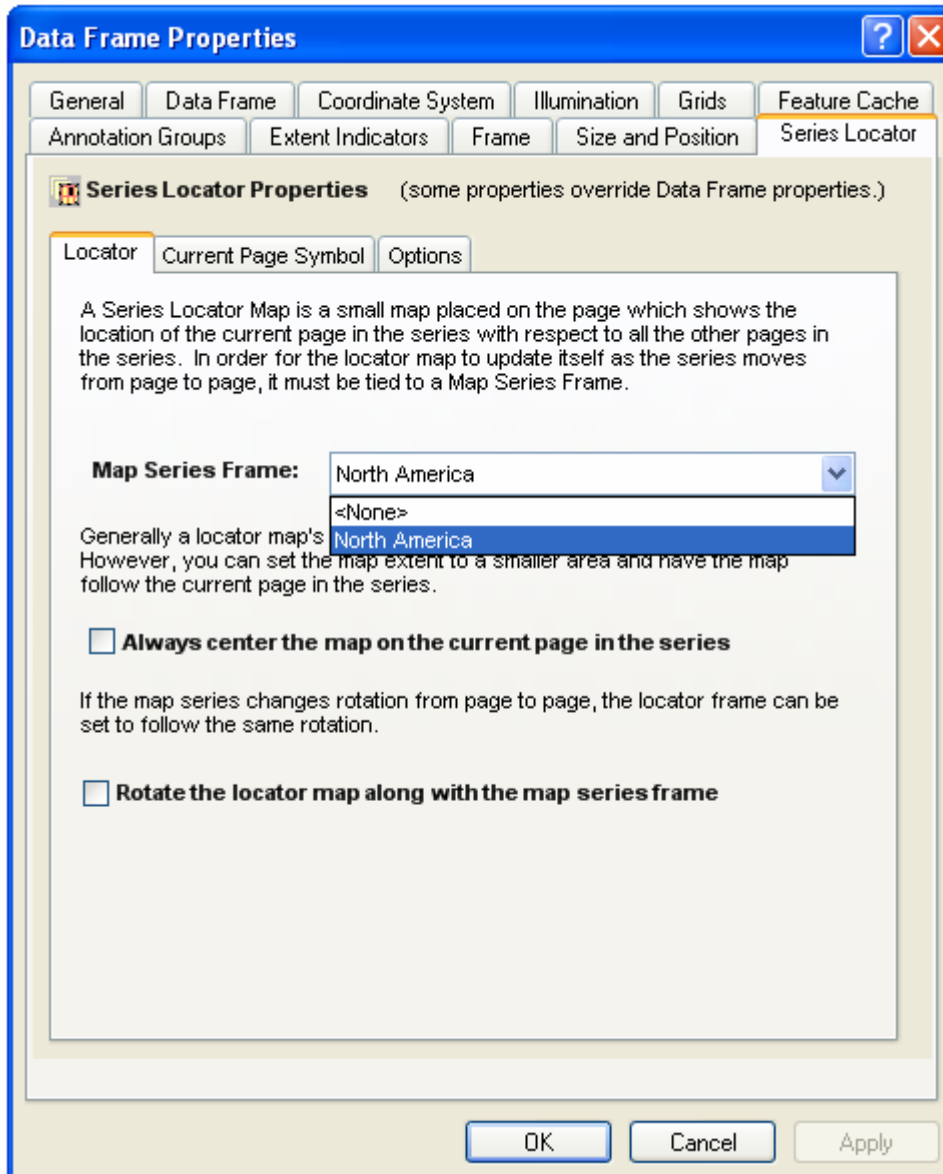 Data Frame Properties
General
Data Frame
Coordinate System
Illumination
Grids
Feature Cache
Annotation Groups
Extent Indicators
Frame
Size and Position
Series Locator
Series Locator Properties (some properties override Data Frame properties.)
Locator
Current Page Symbol
Options
A Series Locator Map is a small map placed on the page which shows the
location of the current page in the series with respect to all the other pages in
the series. In order for the locator map to update itself as the series moves
from page to page, it must be tied to a Map Series Frame.
Map Series Frame:
North America
<None>
North America
Generally a locator map's
However, you can set the map extent to a smaller area and have the map
follow the current page in the series.
Always center the map on the current page in the series
If the map series changes rotation from page to page, the locator frame can be
set to follow the same rotation.
Rotate the locator map along with the map series frame
OK
Cancel
Apply